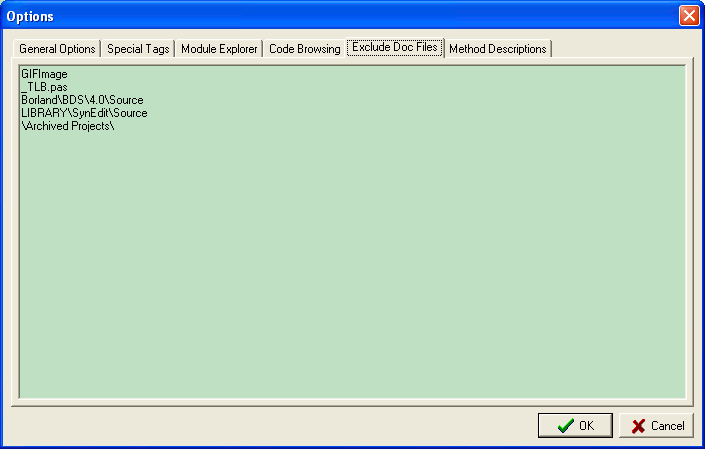 Options
General Options Special Tags Module Explorer Code Browsing Exclude Doc Files Method Descriptions
GIFImage
_TLB.pas
Borland\BDS\4.0\Source
LIBRARY\SynEdit\Source
\Archived Projects\
OK Cancel